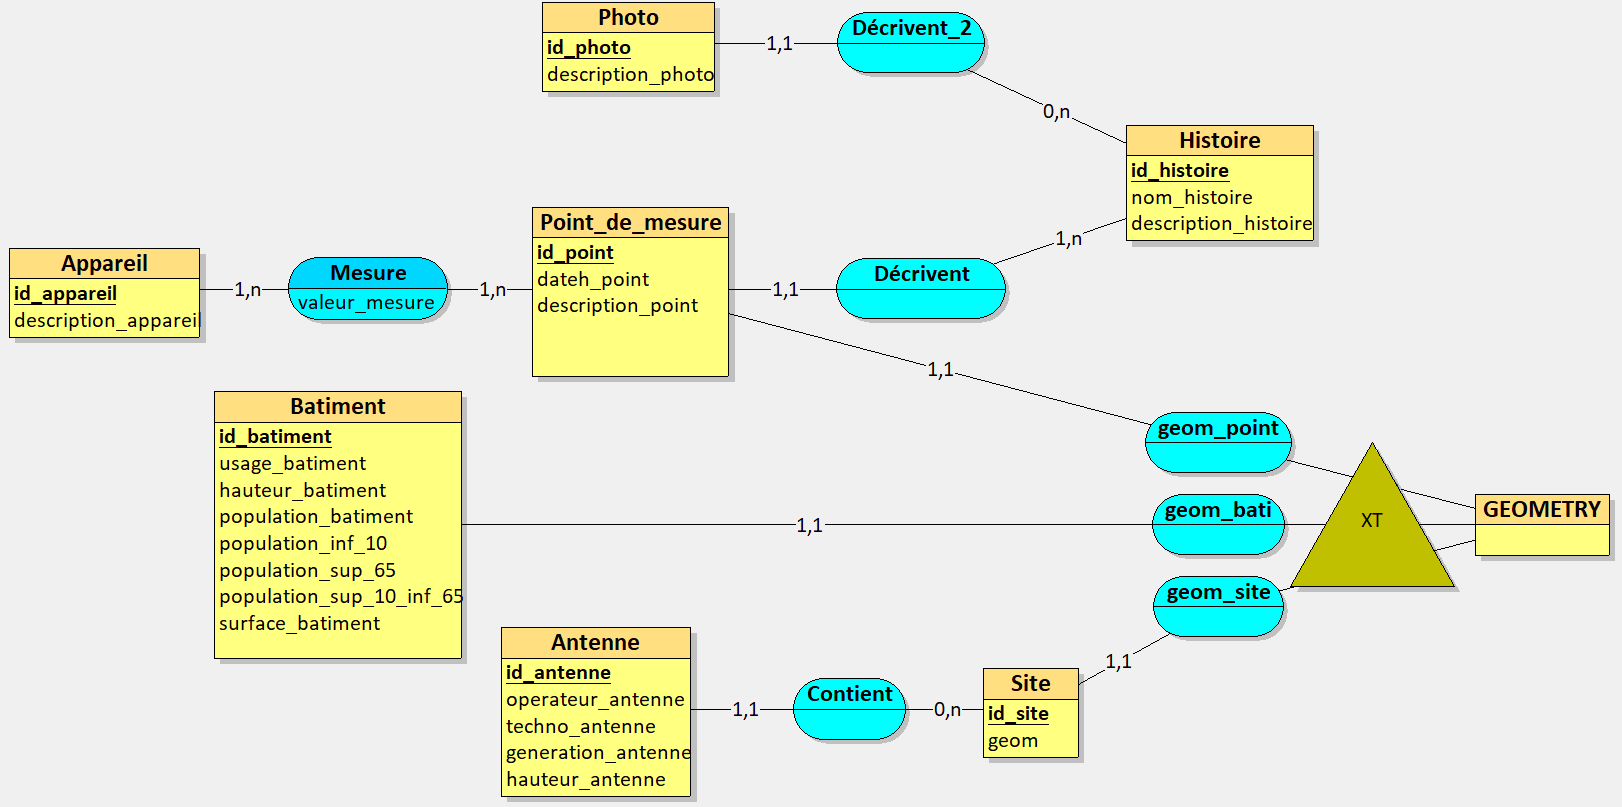 Photo
id_photo
description_photo
1,1
Décrivent_2
0,n
Histoire
id_histoire
nom_histoire
description_histoire
Appareil
id_appareil
description_appareil
1,n
Mesure
valeur_mesure
1,n
Point_de_mesure
id_point
dateh_point
description_point
1,1
Décrivent
1,n
1,1
geom_point
Batiment
id_batiment
usage_batiment
hauteur_batiment
population_batiment
population_inf_10
population_sup_65
population_sup_10_inf_65
surface_batiment
1,1
geom_bati
XT
GEOMETRY
geom_site
1,1
Antenne
id_antenne
operateur_antenne
techno_antenne
generation_antenne
hauteur_antenne
1,1
Contient
0,n
Site
id_site
geom